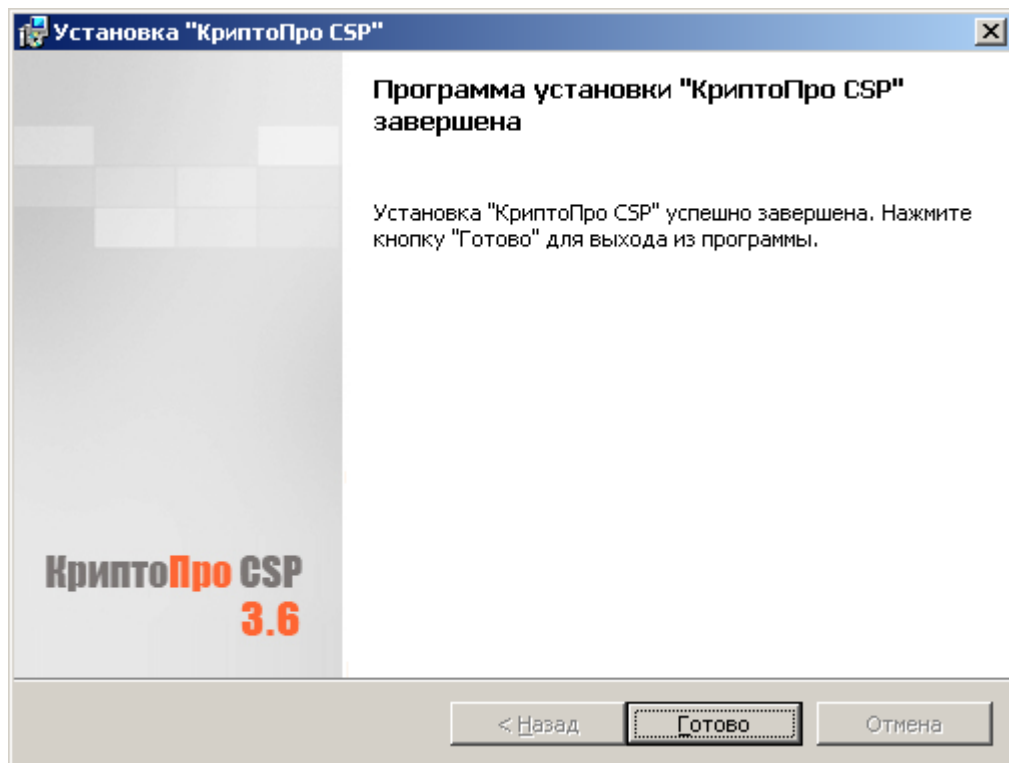 Установка "КриптоПро CSP"
Программа установки "КриптоПро CSP"
завершена
Установка "КриптоПро CSP" успешно завершена. Нажмите
кнопку "Готово" для выхода из программы.
КриптоПро CSP
3.6
< Назад
Готово
Отмена